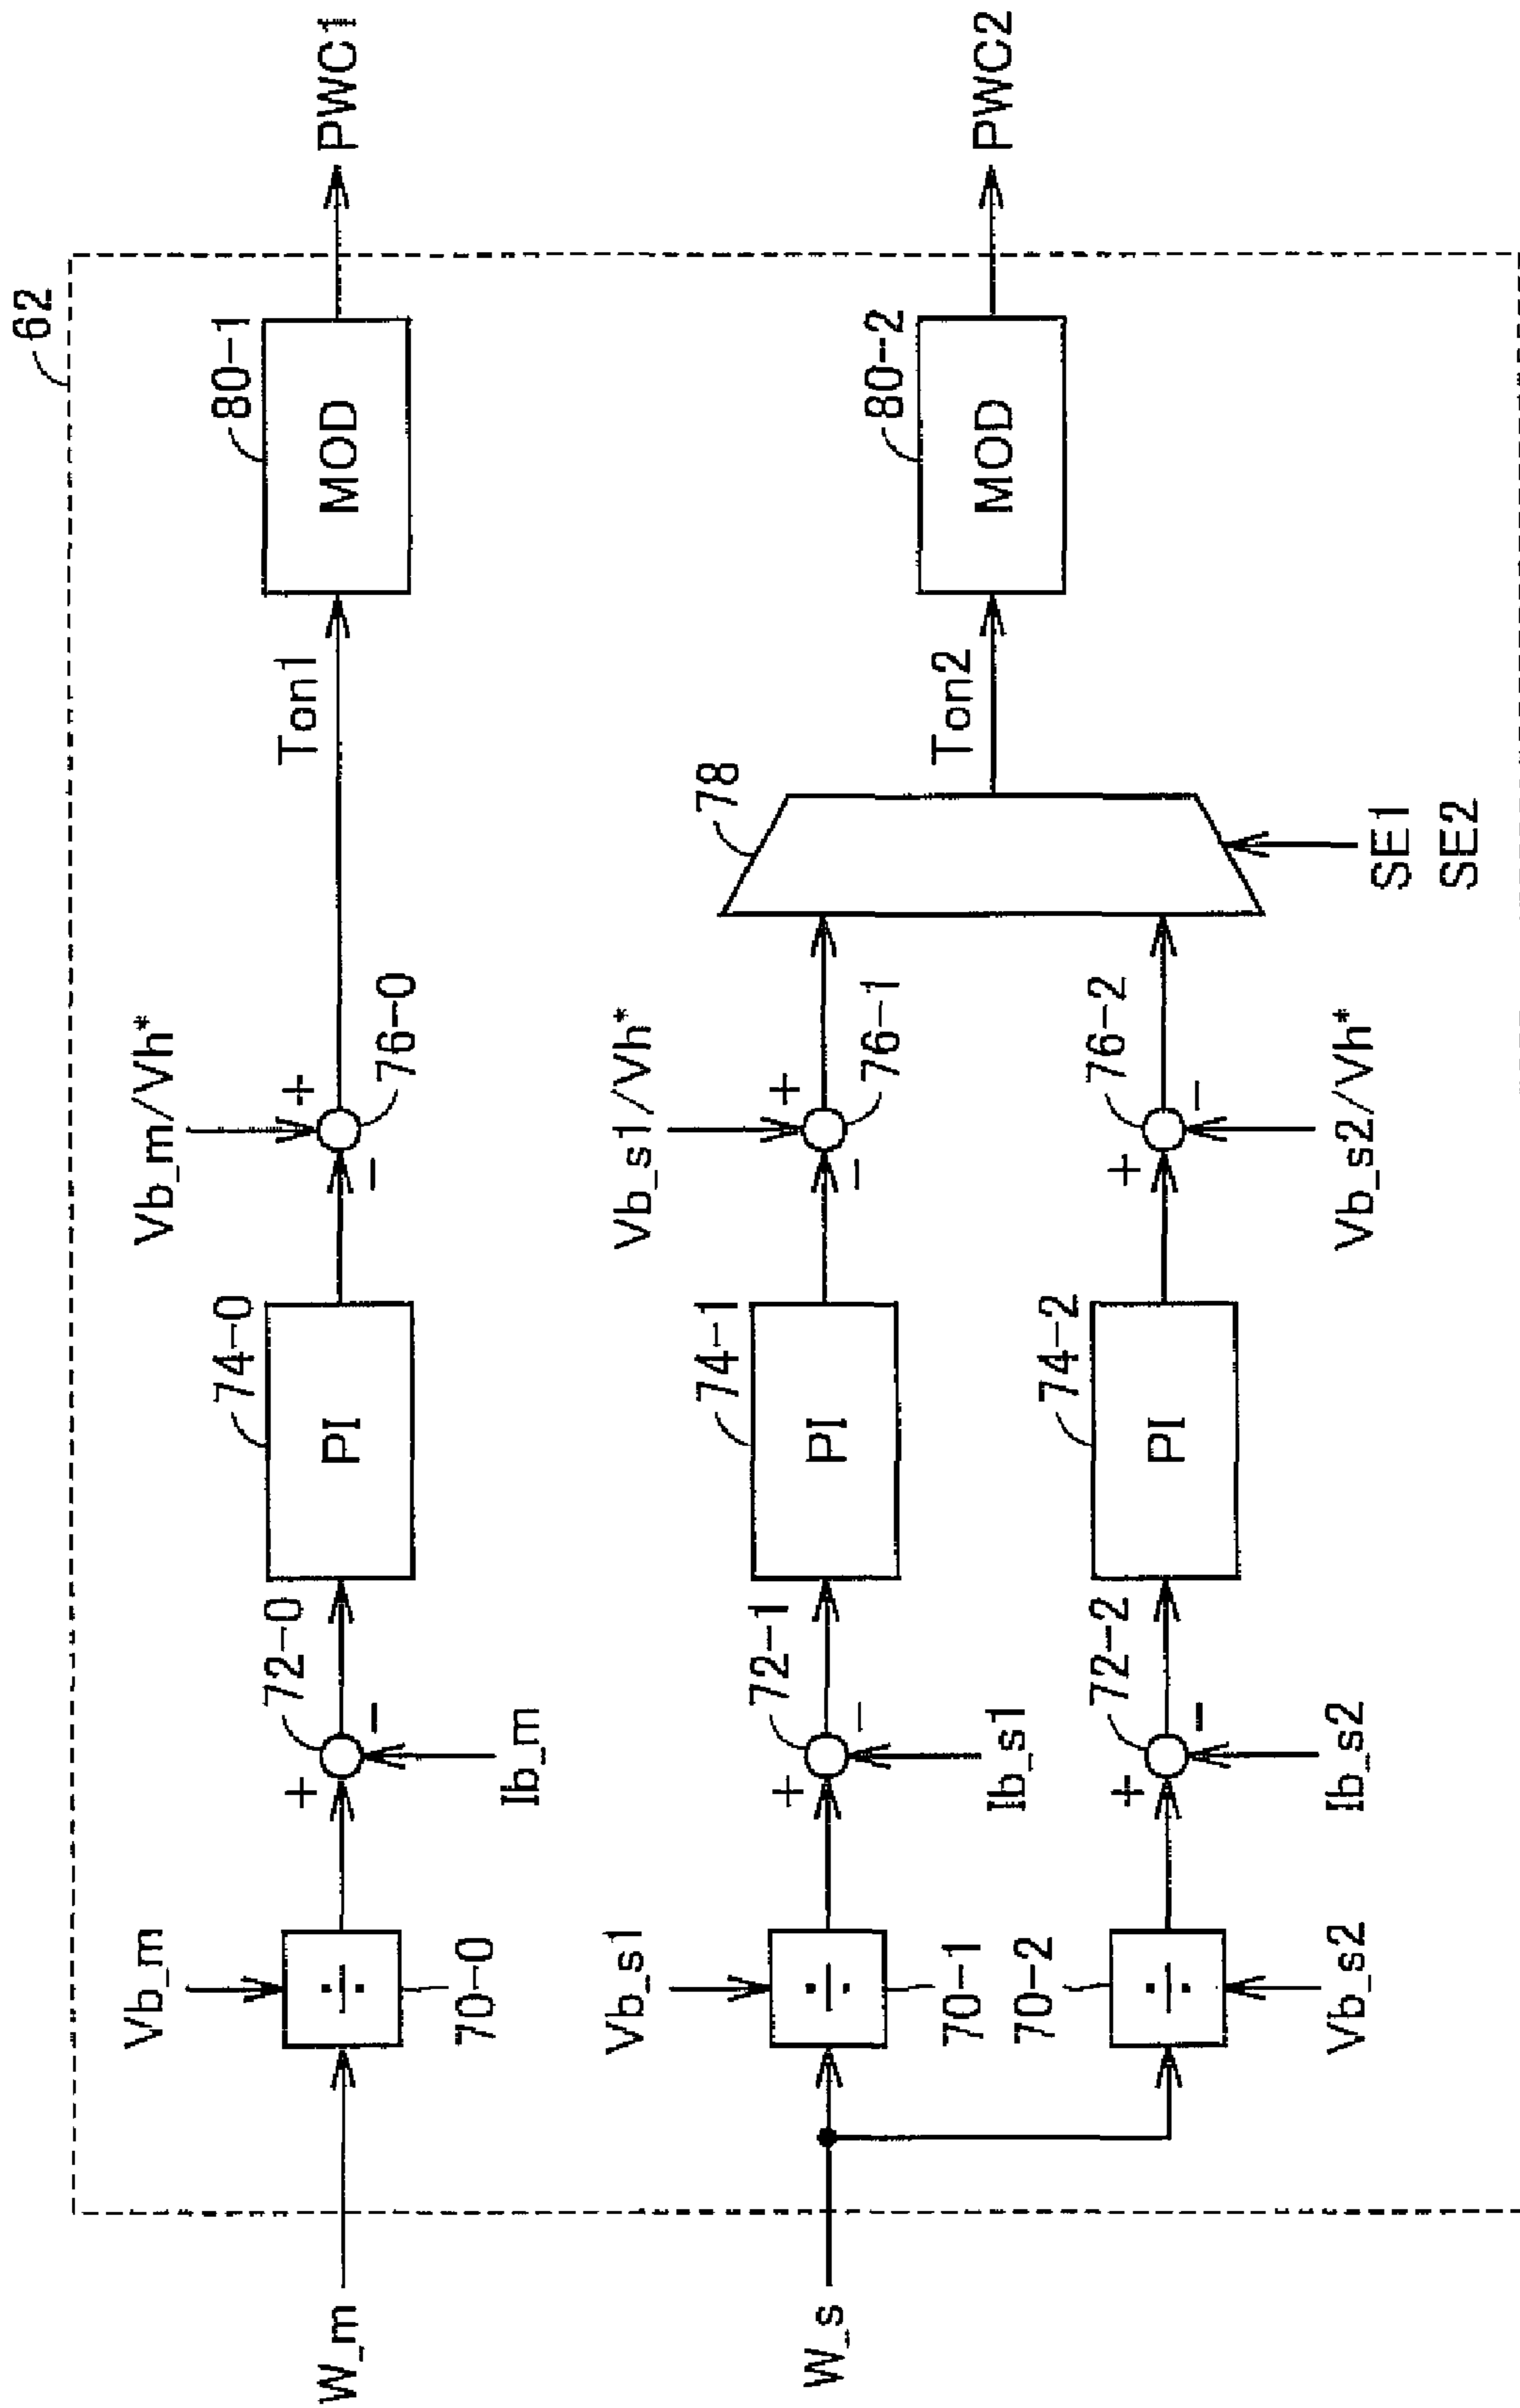 62
W_m
Vb_m
70-0
72-0
Ib_m
74-0
PI
Vb_m/Vh*
+
-
+
-
76-0
Ton1
80-1
MOD
PWC1
W_s
Vb_s1
÷
÷
÷
70-1
72-1
+
-
Ib_s1
74-1
PI
Vb_s1/Vh*
+
-
76-1
70-2
Vb_s2
72-2
+
-
Ib_s2
74-2
PI
76-2
+
-
Vb_s2/Vh*
78
SE1
SE2
Ton2
80-2
MOD
PWC2